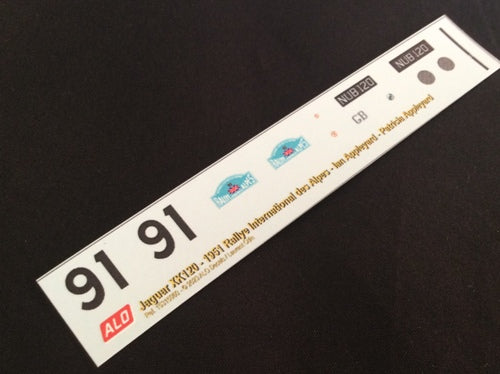 91 91
NUB 120
NUB 120
GB
ALO
Jaguar XK120 - 1951 Rallye International des Alpes - Ian Appleyard - Patricia Appleyard